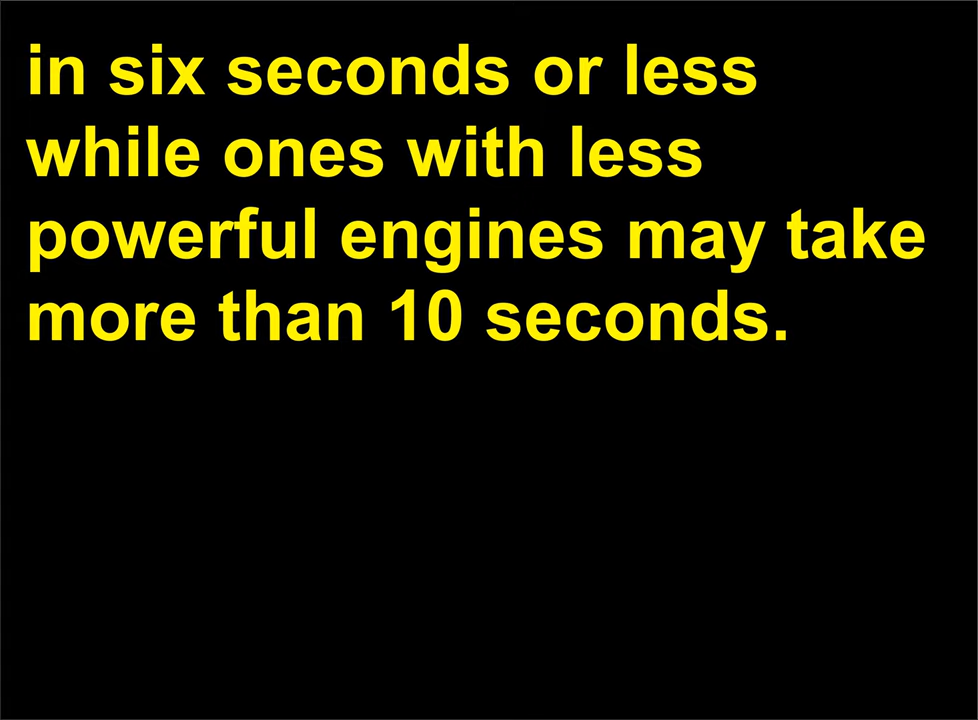 in six seconds or less
while ones with less
powerful engines may take
more than 10 seconds.